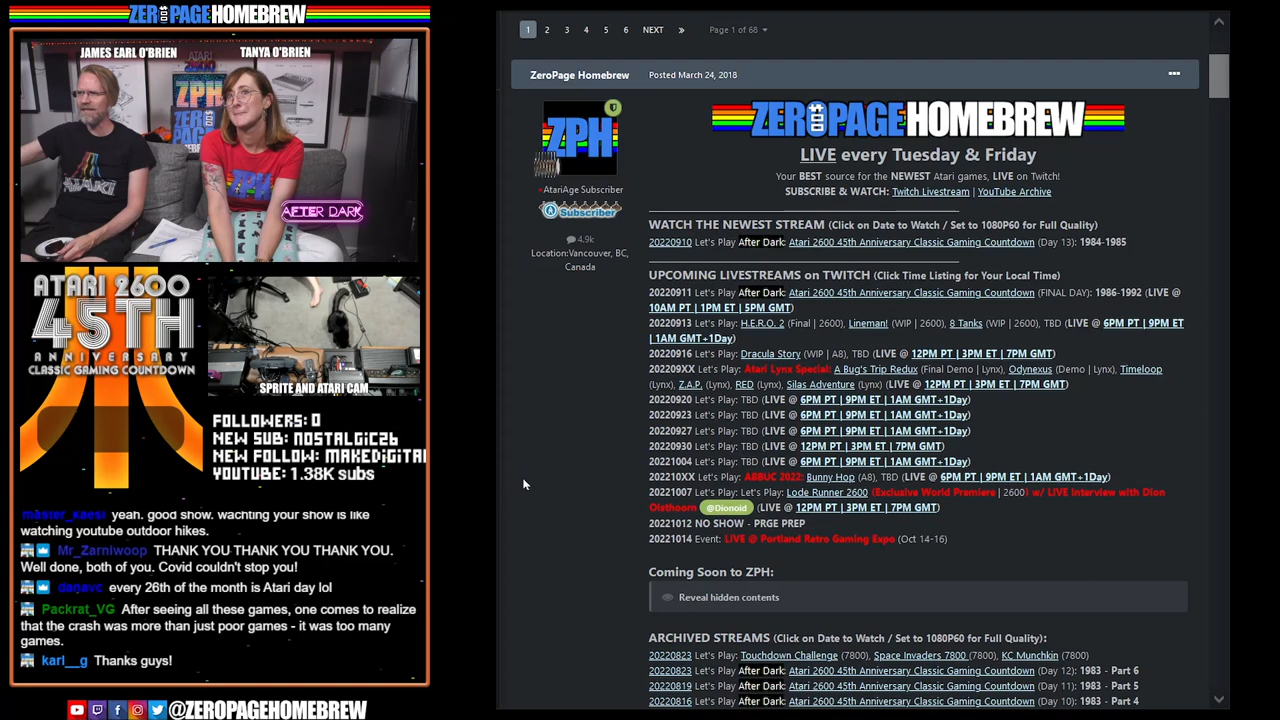 ZEROPAGE HOMEBREW
JAMES EARL O'BRIEN
TANYA O'BRIEN
ATARI
ZPH
ATARI
ZPH
AFTER DARK
ATARI 2600
45TH
ANNIVERSARY
CLASSIC GAMING COUNTDOWN
SPRITE AND ATARI CAM
FOLLOWERS: 0
NEW SUB: NOSTALGIC26
NEW FOLLOW: MAKEDIGITAL
YOUTUBE: 1.38K subs
master_kaesi yeah. good show. wachting your show is like
watching youtube outdoor hikes.
Mr_Zarniwoop THANK YOU THANK YOU THANK YOU.
Well done, both of you. Covid couldn't stop you!
danavc every 26th of the month is Atari day lol
Packrat_VG After seeing all these games, one comes to realize
that the crash was more than just poor games - it was too many
games.
karl__g Thanks guys!
@ZEROPAGEHOMEBREW
1 2 3 4 5 6 NEXT » Page 1 of 68
ZeroPage Homebrew Posted March 24, 2018
ZPH
+AtariAge Subscriber
Subscriber
4.9k
Location:Vancouver, BC,
Canada
ZEROPAGEHOMEBREW
LIVE every Tuesday & Friday
Your BEST source for the NEWEST Atari games, LIVE on Twitch!
SUBSCRIBE & WATCH: Twitch Livestream | YouTube Archive
WATCH THE NEWEST STREAM (Click on Date to Watch / Set to 1080P60 for Full Quality)
20220910 Let's Play After Dark: Atari 2600 45th Anniversary Classic Gaming Countdown (Day 13): 1984-1985
UPCOMING LIVESTREAMS on TWITCH (Click Time Listing for Your Local Time)
20220911 Let's Play After Dark: Atari 2600 45th Anniversary Classic Gaming Countdown (FINAL DAY): 1986-1992 (LIVE @
10AM PT | 1PM ET | 5PM GMT)
20220913 Let's Play: H.E.R.O. 2 (Final | 2600), Lineman! (WIP | 2600), 8 Tanks (WIP | 2600), TBD (LIVE @ 6PM PT | 9PM ET
| 1AM GMT+1Day)
20220916 Let's Play: Dracula Story (WIP | A8), TBD (LIVE @ 12PM PT | 3PM ET | 7PM GMT)
202209XX Let's Play: Atari Lynx Special: A Bug's Trip Redux (Final Demo | Lynx), Odynexus (Demo | Lynx), Timeloop
(Lynx), Z.A.P. (Lynx), RED (Lynx), Silas Adventure (Lynx) (LIVE @ 12PM PT | 3PM ET | 7PM GMT)
20220920 Let's Play: TBD (LIVE @ 6PM PT | 9PM ET | 1AM GMT+1Day)
20220923 Let's Play: TBD (LIVE @ 6PM PT | 9PM ET | 1AM GMT+1Day)
20220927 Let's Play: TBD (LIVE @ 6PM PT | 9PM ET | 1AM GMT+1Day)
20220930 Let's Play: TBD (LIVE @ 12PM PT | 3PM ET | 7PM GMT)
20221004 Let's Play: TBD (LIVE @ 6PM PT | 9PM ET | 1AM GMT+1Day)
202210XX Let's Play: ABBUC 2022: Bunny Hop (A8), TBD (LIVE @ 6PM PT | 9PM ET | 1AM GMT+1Day)
20221007 Let's Play: Let's Play: Lode Runner 2600 (Exclusive World Premiere | 2600) w/ LIVE Interview with Dion
Olsthoorn @Dionoid (LIVE @ 12PM PT | 3PM ET | 7PM GMT)
20221012 NO SHOW - PRGE PREP
20221014 Event: LIVE @ Portland Retro Gaming Expo (Oct 14-16)
Coming Soon to ZPH:
Reveal hidden contents
ARCHIVED STREAMS (Click on Date to Watch / Set to 1080P60 for Full Quality):
20220823 Let's Play: Touchdown Challenge (7800), Space Invaders 7800 (7800), KC Munchkin (7800)
20220823 Let's Play After Dark: Atari 2600 45th Anniversary Classic Gaming Countdown (Day 12): 1983 - Part 6
20220819 Let's Play After Dark: Atari 2600 45th Anniversary Classic Gaming Countdown (Day 11): 1983 - Part 5
20220816 Let's Play After Dark: Atari 2600 45th Anniversary Classic Gaming Countdown (Day 10): 1983 - Part 4